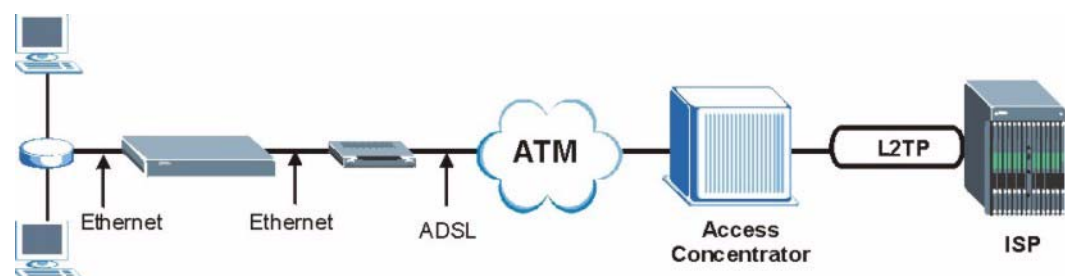 ATM
L2TP
Ethernet
Ethernet
ADSL
Access
Concentrator
ISP